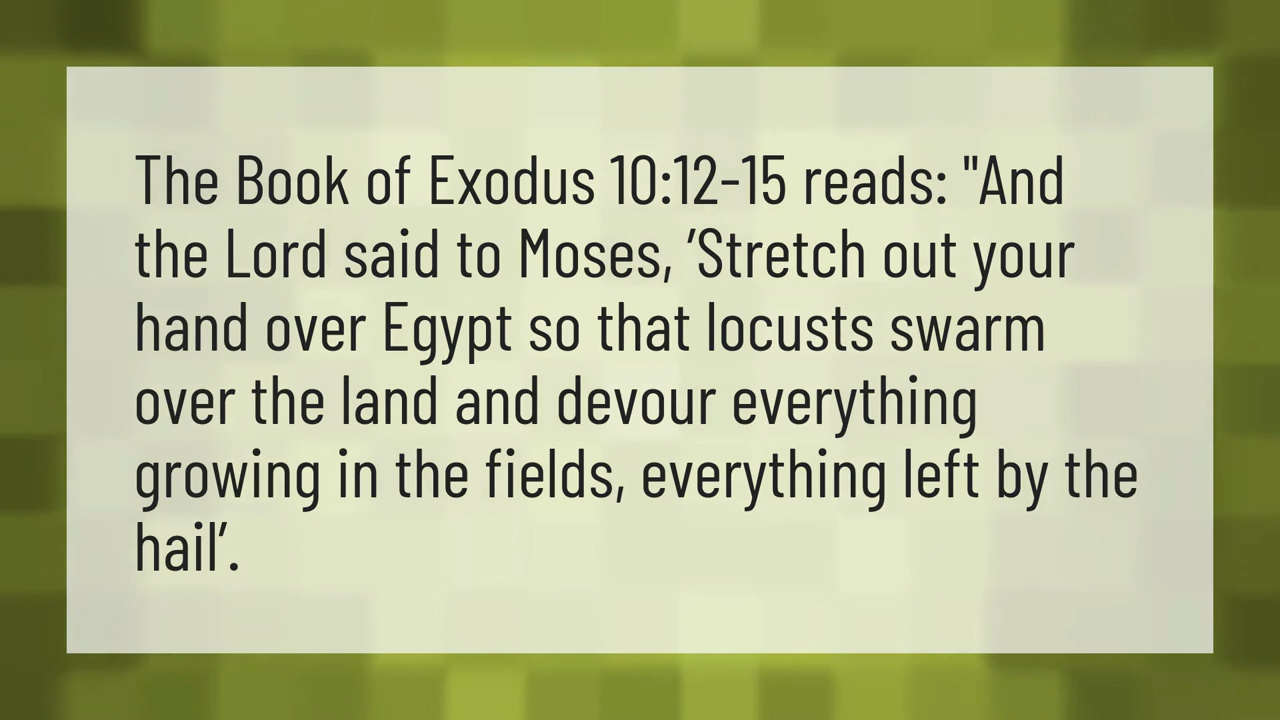 The Book of Exodus 10:12-15 reads: "And
the Lord said to Moses, ’Stretch out your
hand over Egypt so that locusts swarm
over the land and devour everything
growing in the fields, everything left by the
hail’.